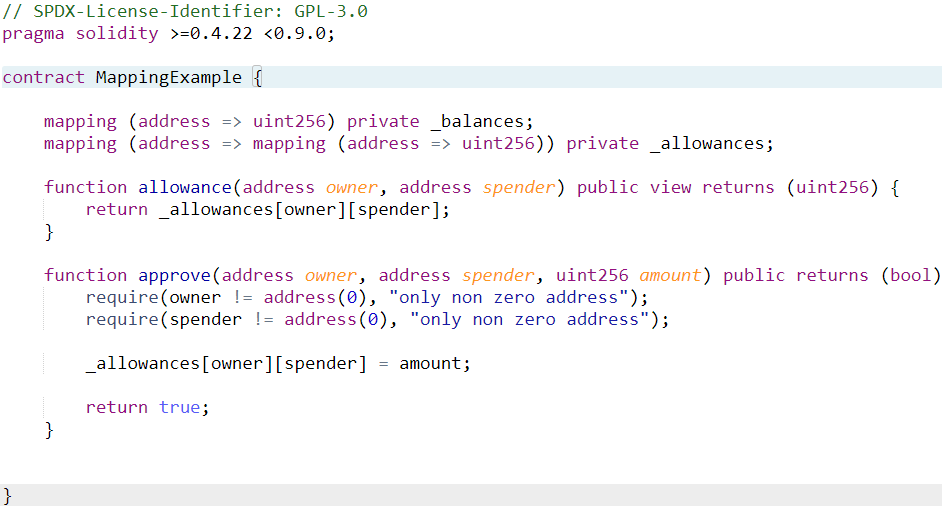 // SPDX-License-Identifier: GPL-3.0
pragma solidity >=0.4.22 <0.9.0;

contract MappingExample {

    mapping (address => uint256) private _balances;
    mapping (address => mapping (address => uint256)) private _allowances;

    function allowance(address owner, address spender) public view returns (uint256) {
        return _allowances[owner][spender];
    }

    function approve(address owner, address spender, uint256 amount) public returns (bool)
        require(owner != address(0), "only non zero address");
        require(spender != address(0), "only non zero address");

        _allowances[owner][spender] = amount;

        return true;
    }


}